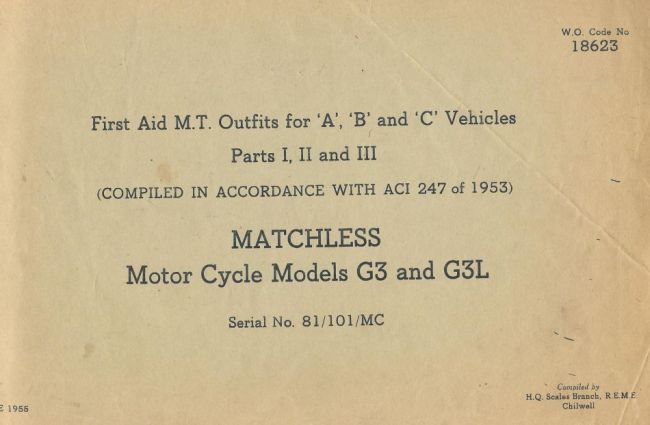 W.O. Code No
18623
First Aid M.T. Outfits for 'A', 'B' and 'C' Vehicles
Parts I, II and III
(COMPILED IN ACCORDANCE WITH ACI 247 of 1953)
MATCHLESS
Motor Cycle Models G3 and G3L
Serial No. 81/101/MC
Compiled by
H.Q. Scales Branch, R.E.M.E
Chilwell
E 1955